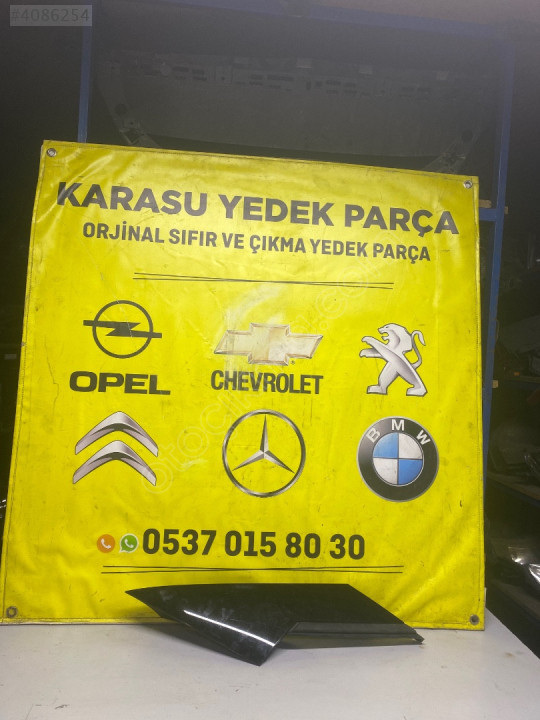 #4086254
KARASU YEDEK PARÇA
ORJİNAL SIFIR VE ÇIKMA YEDEK PARÇA
OPEL
CHEVROLET
BMW
0537 015 80 30